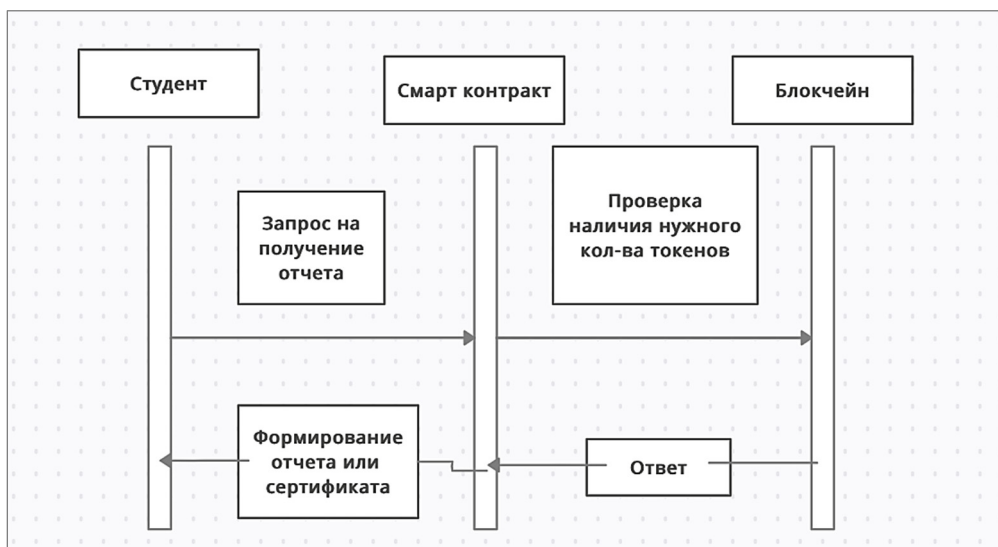 Студент
Смарт контракт
Блокчейн
Запрос на
получение
отчета
Проверка
наличия нужного
кол-ва токенов
Формирование
отчета или
сертификата
Ответ